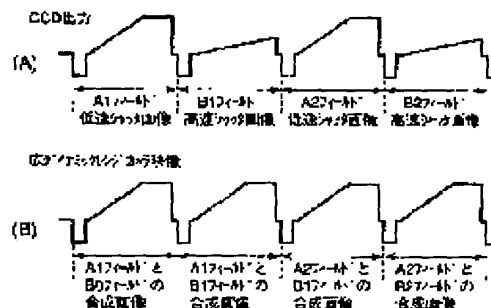 CCD出力
(A)
A1フィールド B1フィールド A2フィールド B2フィールド
低速シャッタ画像 高速シャッタ画像 低速シャッタ画像 高速シャッタ画像
広ダイナミックレンジカメラ映像
(B)
A1フィールドと A1フィールドと A2フィールドと A2フィールドと
B0フィールドの B1フィールドの B1フィールドの B2フィールドの
合成画像 合成画像 合成画像 合成画像